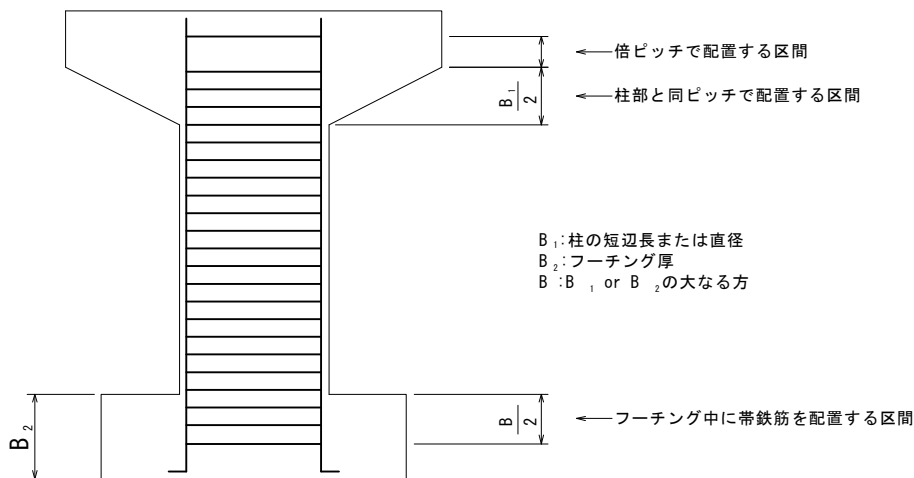 倍ピッチで配置する区間
B₁
2
柱部と同ピッチで配置する区間
B₁:柱の短辺長または直径
B₂:フーチング厚
B :B ₁ or B ₂の大なる方
B₂
B
2
フーチング中に帯鉄筋を配置する区間